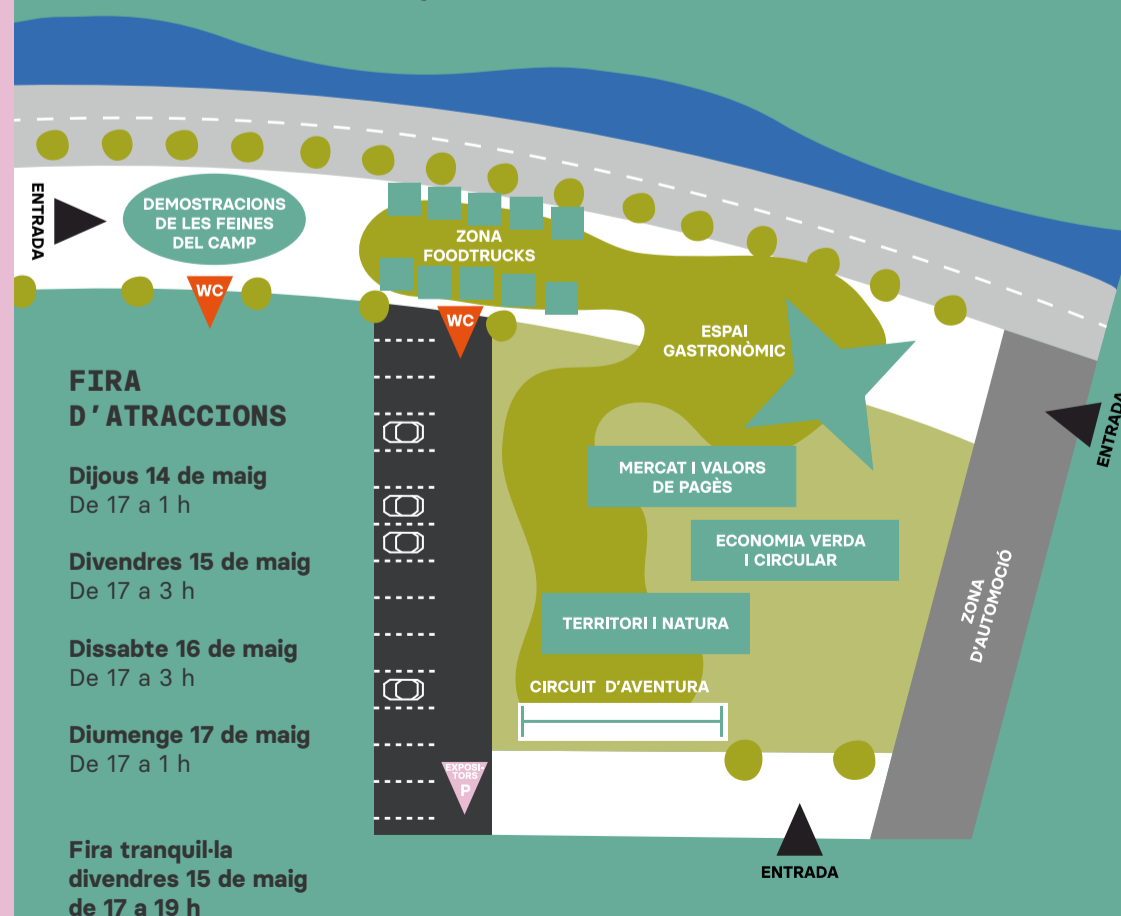 ENTRADA
DEMOSTRACIONS
DE LES FEINES
DEL CAMP
WC
ZONA
FOODTRUCKS
WC
ESPAI
GASTRONÒMIC
ENTRADA
MERCAT I VALORS
DE PAGÈS
ECONOMIA VERDA
I CIRCULAR
TERRITORI I NATURA
CIRCUIT D'AVENTURA
ZONA
D'AUTOMOCIÓ
EXPOSI-
TORS
P
ENTRADA
FIRA
D'ATRACCIONS
Dijous 14 de maig
De 17 a 1 h
Divendres 15 de maig
De 17 a 3 h
Dissabte 16 de maig
De 17 a 3 h
Diumenge 17 de maig
De 17 a 1 h
Fira tranquil·la
divendres 15 de maig
de 17 a 19 h